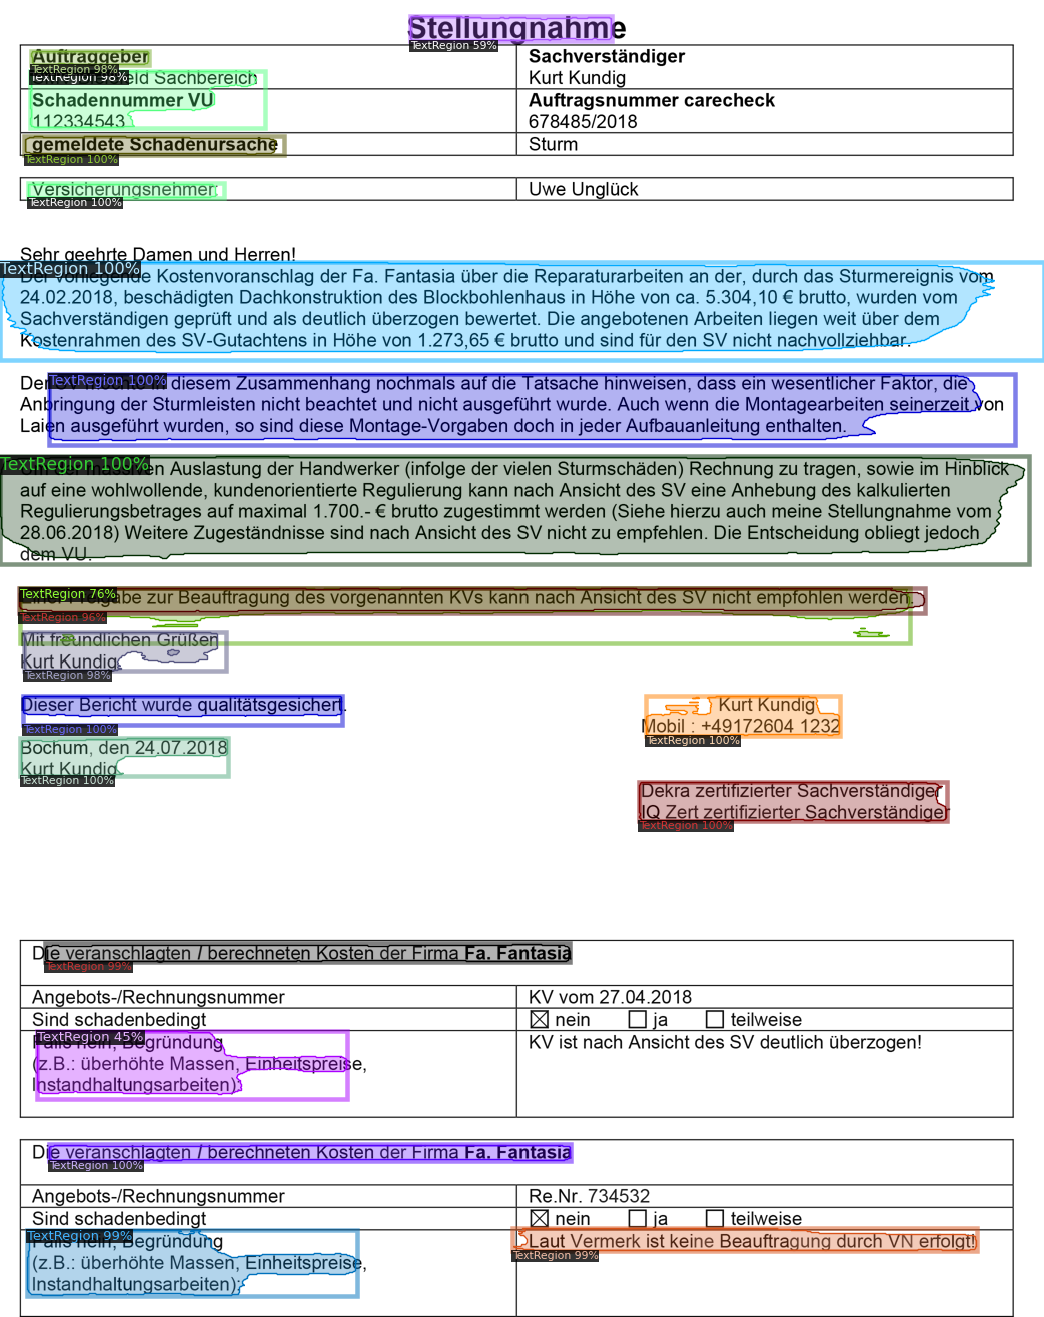 Stellungnahme
TextRegion 59%
Auftraggeber
TextRegion 98%
TextRegion 98%
eld Sachbereich
Sachverständiger
Kurt Kundig
Schadennummer VU
112334543
Auftragsnummer carecheck
678485/2018
gemeldete Schadenursache
TextRegion 100%
Sturm
Versicherungsnehmer:
TextRegion 100%
Uwe Unglück
Sehr geehrte Damen und Herren!
TextRegion 100%
Der vorliegende Kostenvoranschlag der Fa. Fantasia über die Reparaturarbeiten an der, durch das Sturmereignis vom
24.02.2018, beschädigten Dachkonstruktion des Blockbohlenhaus in Höhe von ca. 5.304,10 € brutto, wurden vom
Sachverständigen geprüft und als deutlich überzogen bewertet. Die angebotenen Arbeiten liegen weit über dem
Kostenrahmen des SV-Gutachtens in Höhe von 1.273,65 € brutto und sind für den SV nicht nachvollziehbar.
TextRegion 100%
Der diesem Zusammenhang nochmals auf die Tatsache hinweisen, dass ein wesentlicher Faktor, die
Anbringung der Sturmleisten nicht beachtet und nicht ausgeführt wurde. Auch wenn die Montagearbeiten seinerzeit von
Laien ausgeführt wurden, so sind diese Montage-Vorgaben doch in jeder Aufbauanleitung enthalten.
TextRegion 100%
en Auslastung der Handwerker (infolge der vielen Sturmschäden) Rechnung zu tragen, sowie im Hinblick
auf eine wohlwollende, kundenorientierte Regulierung kann nach Ansicht des SV eine Anhebung des kalkulierten
Regulierungsbetrages auf maximal 1.700.- € brutto zugestimmt werden (Siehe hierzu auch meine Stellungnahme vom
28.06.2018) Weitere Zugeständnisse sind nach Ansicht des SV nicht zu empfehlen. Die Entscheidung obliegt jedoch
dem VU.
TextRegion 76%
Eine Freigabe zur Beauftragung des vorgenannten KVs kann nach Ansicht des SV nicht empfohlen werden.
TextRegion 96%
Mit freundlichen Grüßen
Kurt Kundig
TextRegion 98%
Dieser Bericht wurde qualitätsgesichert.
TextRegion 100%
Kurt Kundig
Mobil : +49172604 1232
TextRegion 100%
Bochum, den 24.07.2018
Kurt Kundig
TextRegion 100%
Dekra zertifizierter Sachverständiger
IQ Zert zertifizierter Sachverständiger
TextRegion 100%
Die veranschlagten / berechneten Kosten der Firma Fa. Fantasia
TextRegion 99%
Angebots-/Rechnungsnummer
KV vom 27.04.2018
Sind schadenbedingt
nein ja teilweise
TextRegion 45%
Falls nein, Begründung
(z.B.: überhöhte Massen, Einheitspreise,
Instandhaltungsarbeiten):
KV ist nach Ansicht des SV deutlich überzogen!
Die veranschlagten / berechneten Kosten der Firma Fa. Fantasia
TextRegion 100%
Angebots-/Rechnungsnummer
Re.Nr. 734532
Sind schadenbedingt
nein ja teilweise
TextRegion 99%
Falls nein, Begründung
(z.B.: überhöhte Massen, Einheitspreise,
Instandhaltungsarbeiten):
Laut Vermerk ist keine Beauftragung durch VN erfolgt!
TextRegion 99%